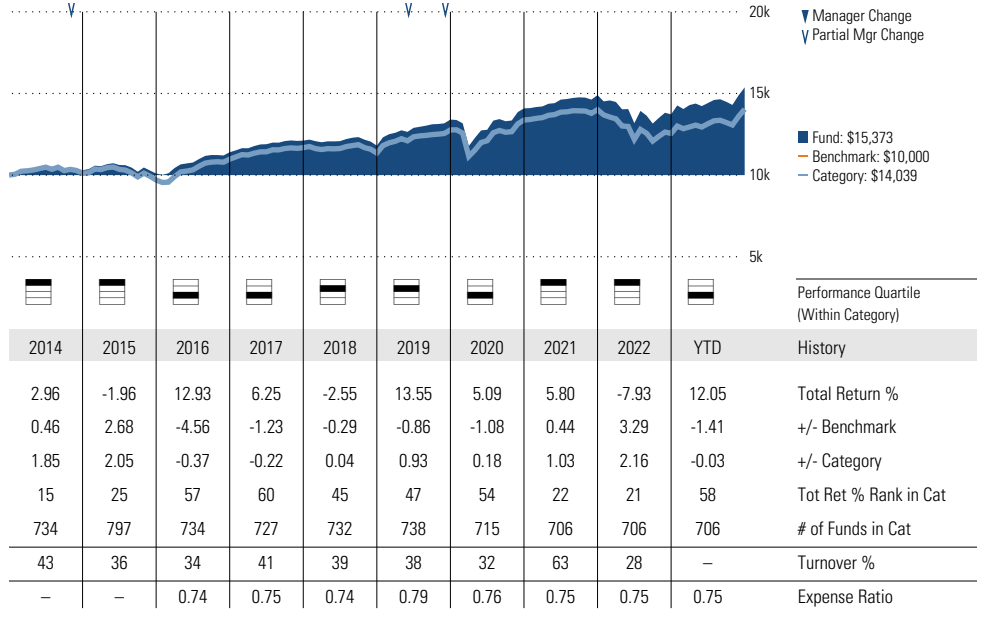 20k
Manager Change
Partial Mgr Change
15k
Fund: $15,373
Benchmark: $10,000
Category: $14,039
10k
5k
Performance Quartile
(Within Category)
2014 2015 2016 2017 2018 2019 2020 2021 2022 YTD History
2.96 -1.96 12.93 6.25 -2.55 13.55 5.09 5.80 -7.93 12.05 Total Return %
0.46 2.68 -4.56 -1.23 -0.29 -0.86 -1.08 0.44 3.29 -1.41 +/- Benchmark
1.85 2.05 -0.37 -0.22 0.04 0.93 0.18 1.03 2.16 -0.03 +/- Category
15 25 57 60 45 47 54 22 21 58 Tot Ret % Rank in Cat
734 797 734 727 732 738 715 706 706 706 # of Funds in Cat
43 36 34 41 39 38 32 63 28 – Turnover %
– – 0.74 0.75 0.74 0.79 0.76 0.75 0.75 0.75 Expense Ratio